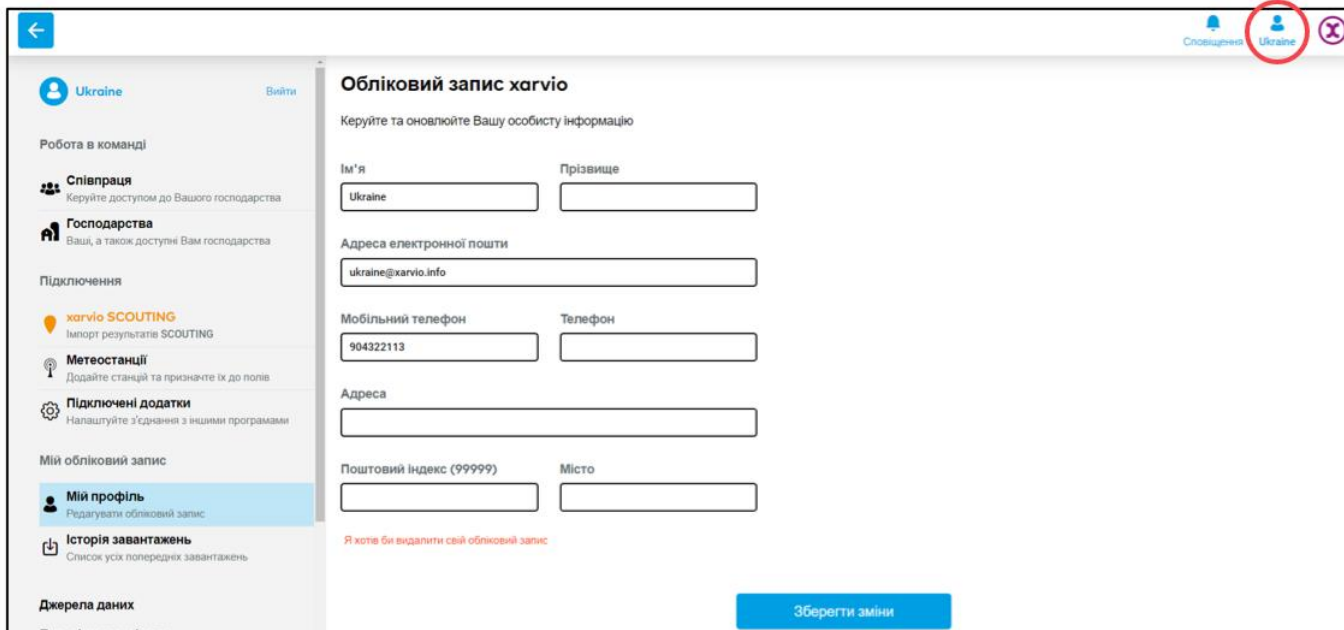 Сповіщення
Ukraine
Ukraine
Вийти
Робота в команді
Співпраця
Керуйте доступом до Вашого господарства
Господарства
Ваші, а також доступні Вам господарства
Підключення
xarvio SCOUTING
Імпорт результатів SCOUTING
Метеостанції
Додайте станцій та призначте їх до полів
Підключені додатки
Налаштуйте з'єднання з іншими програмами
Мій обліковий запис
Мій профіль
Редагувати обліковий запис
Історія завантажень
Список усіх попередніх завантажень
Джерела даних
Обліковий запис xarvio
Керуйте та оновлюйте Вашу особисту інформацію
Ім'я
Прізвище
Ukraine
Адреса електронної пошти
ukraine@xarvio.info
Мобільний телефон
Телефон
904322113
Адреса
Поштовий індекс (99999)
Місто
Я хотів би видалити свій обліковий запис
Зберегти зміни